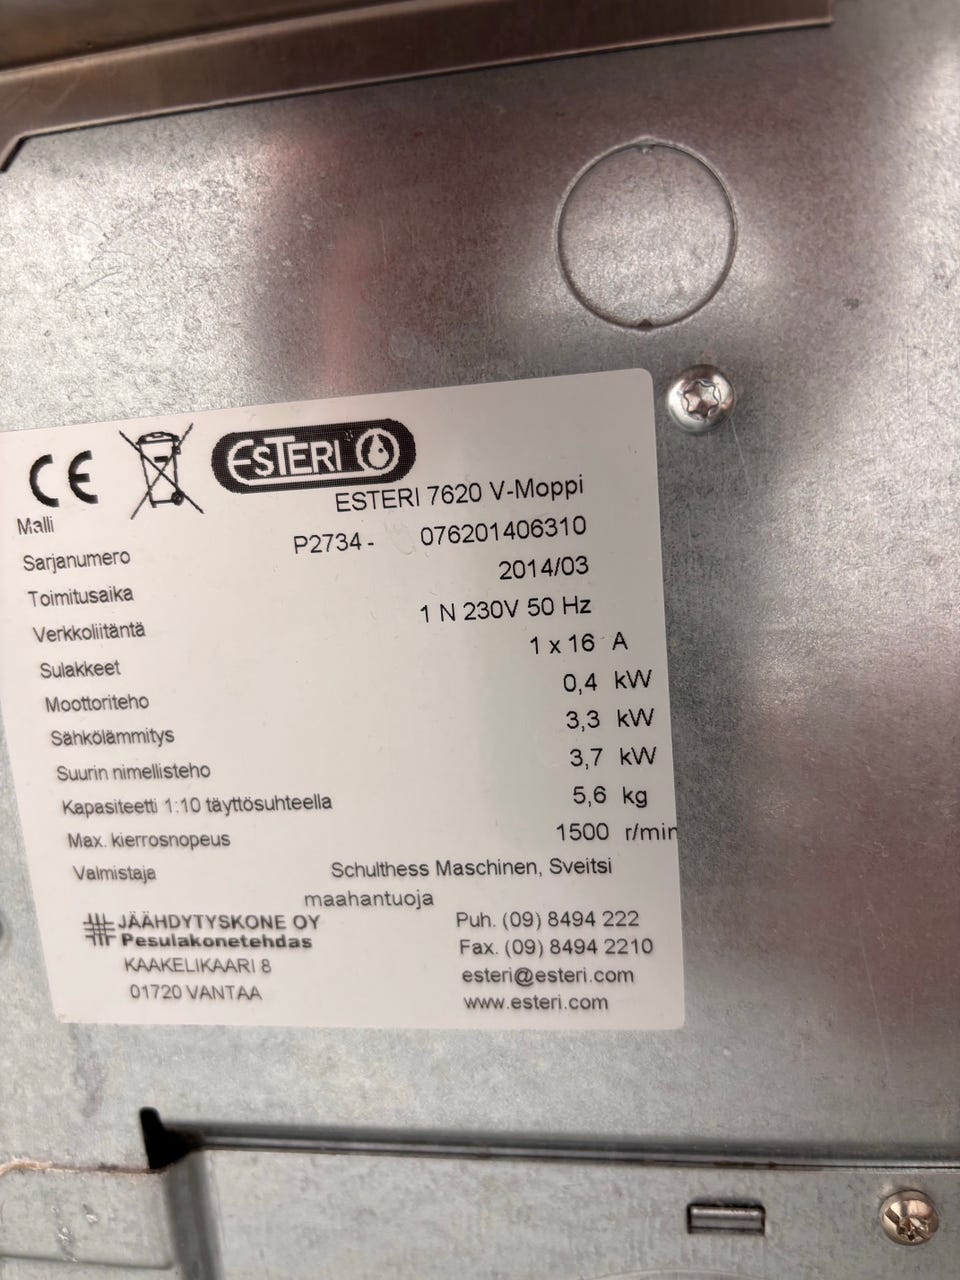 CE
ESTERI
Malli ESTERI 7620 V-Moppi
Sarjanumero P2734 - 076201406310
Toimitusaika 2014/03
Verkkoliitäntä 1 N 230V 50 Hz
Sulakkeet 1 x 16 A
Moottoriteho 0,4 kW
Sähkölämmitys 3,3 kW
Suurin nimellisteho 3,7 kW
Kapasiteetti 1:10 täyttösuhteella 5,6 kg
Max. kierrosnopeus 1500 r/min
Valmistaja Schulthess Maschinen, Sveitsi
maahantuoja
JÄÄHDYTYSKONE OY
Pesulakonetehdas
KAAKELIKAARI 8
01720 VANTAA
Puh. (09) 8494 222
Fax. (09) 8494 2210
esteri@esteri.com
www.esteri.com